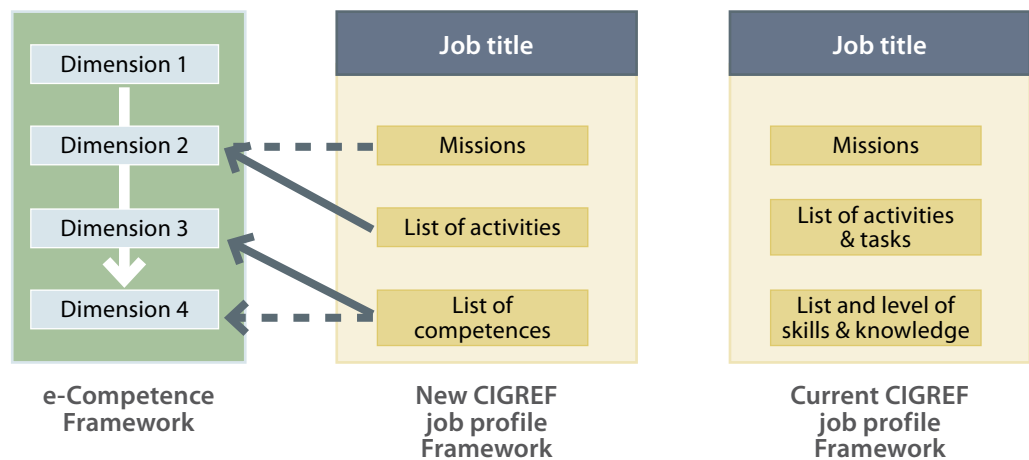 Dimension 1
Dimension 2
Dimension 3
Dimension 4
e-Competence
Framework
Job title
Missions
List of activities
List of
competences
New CIGREF
job profile
Framework
Job title
Missions
List of activities
& tasks
List and level of
skills & knowledge
Current CIGREF
job profile
Framework